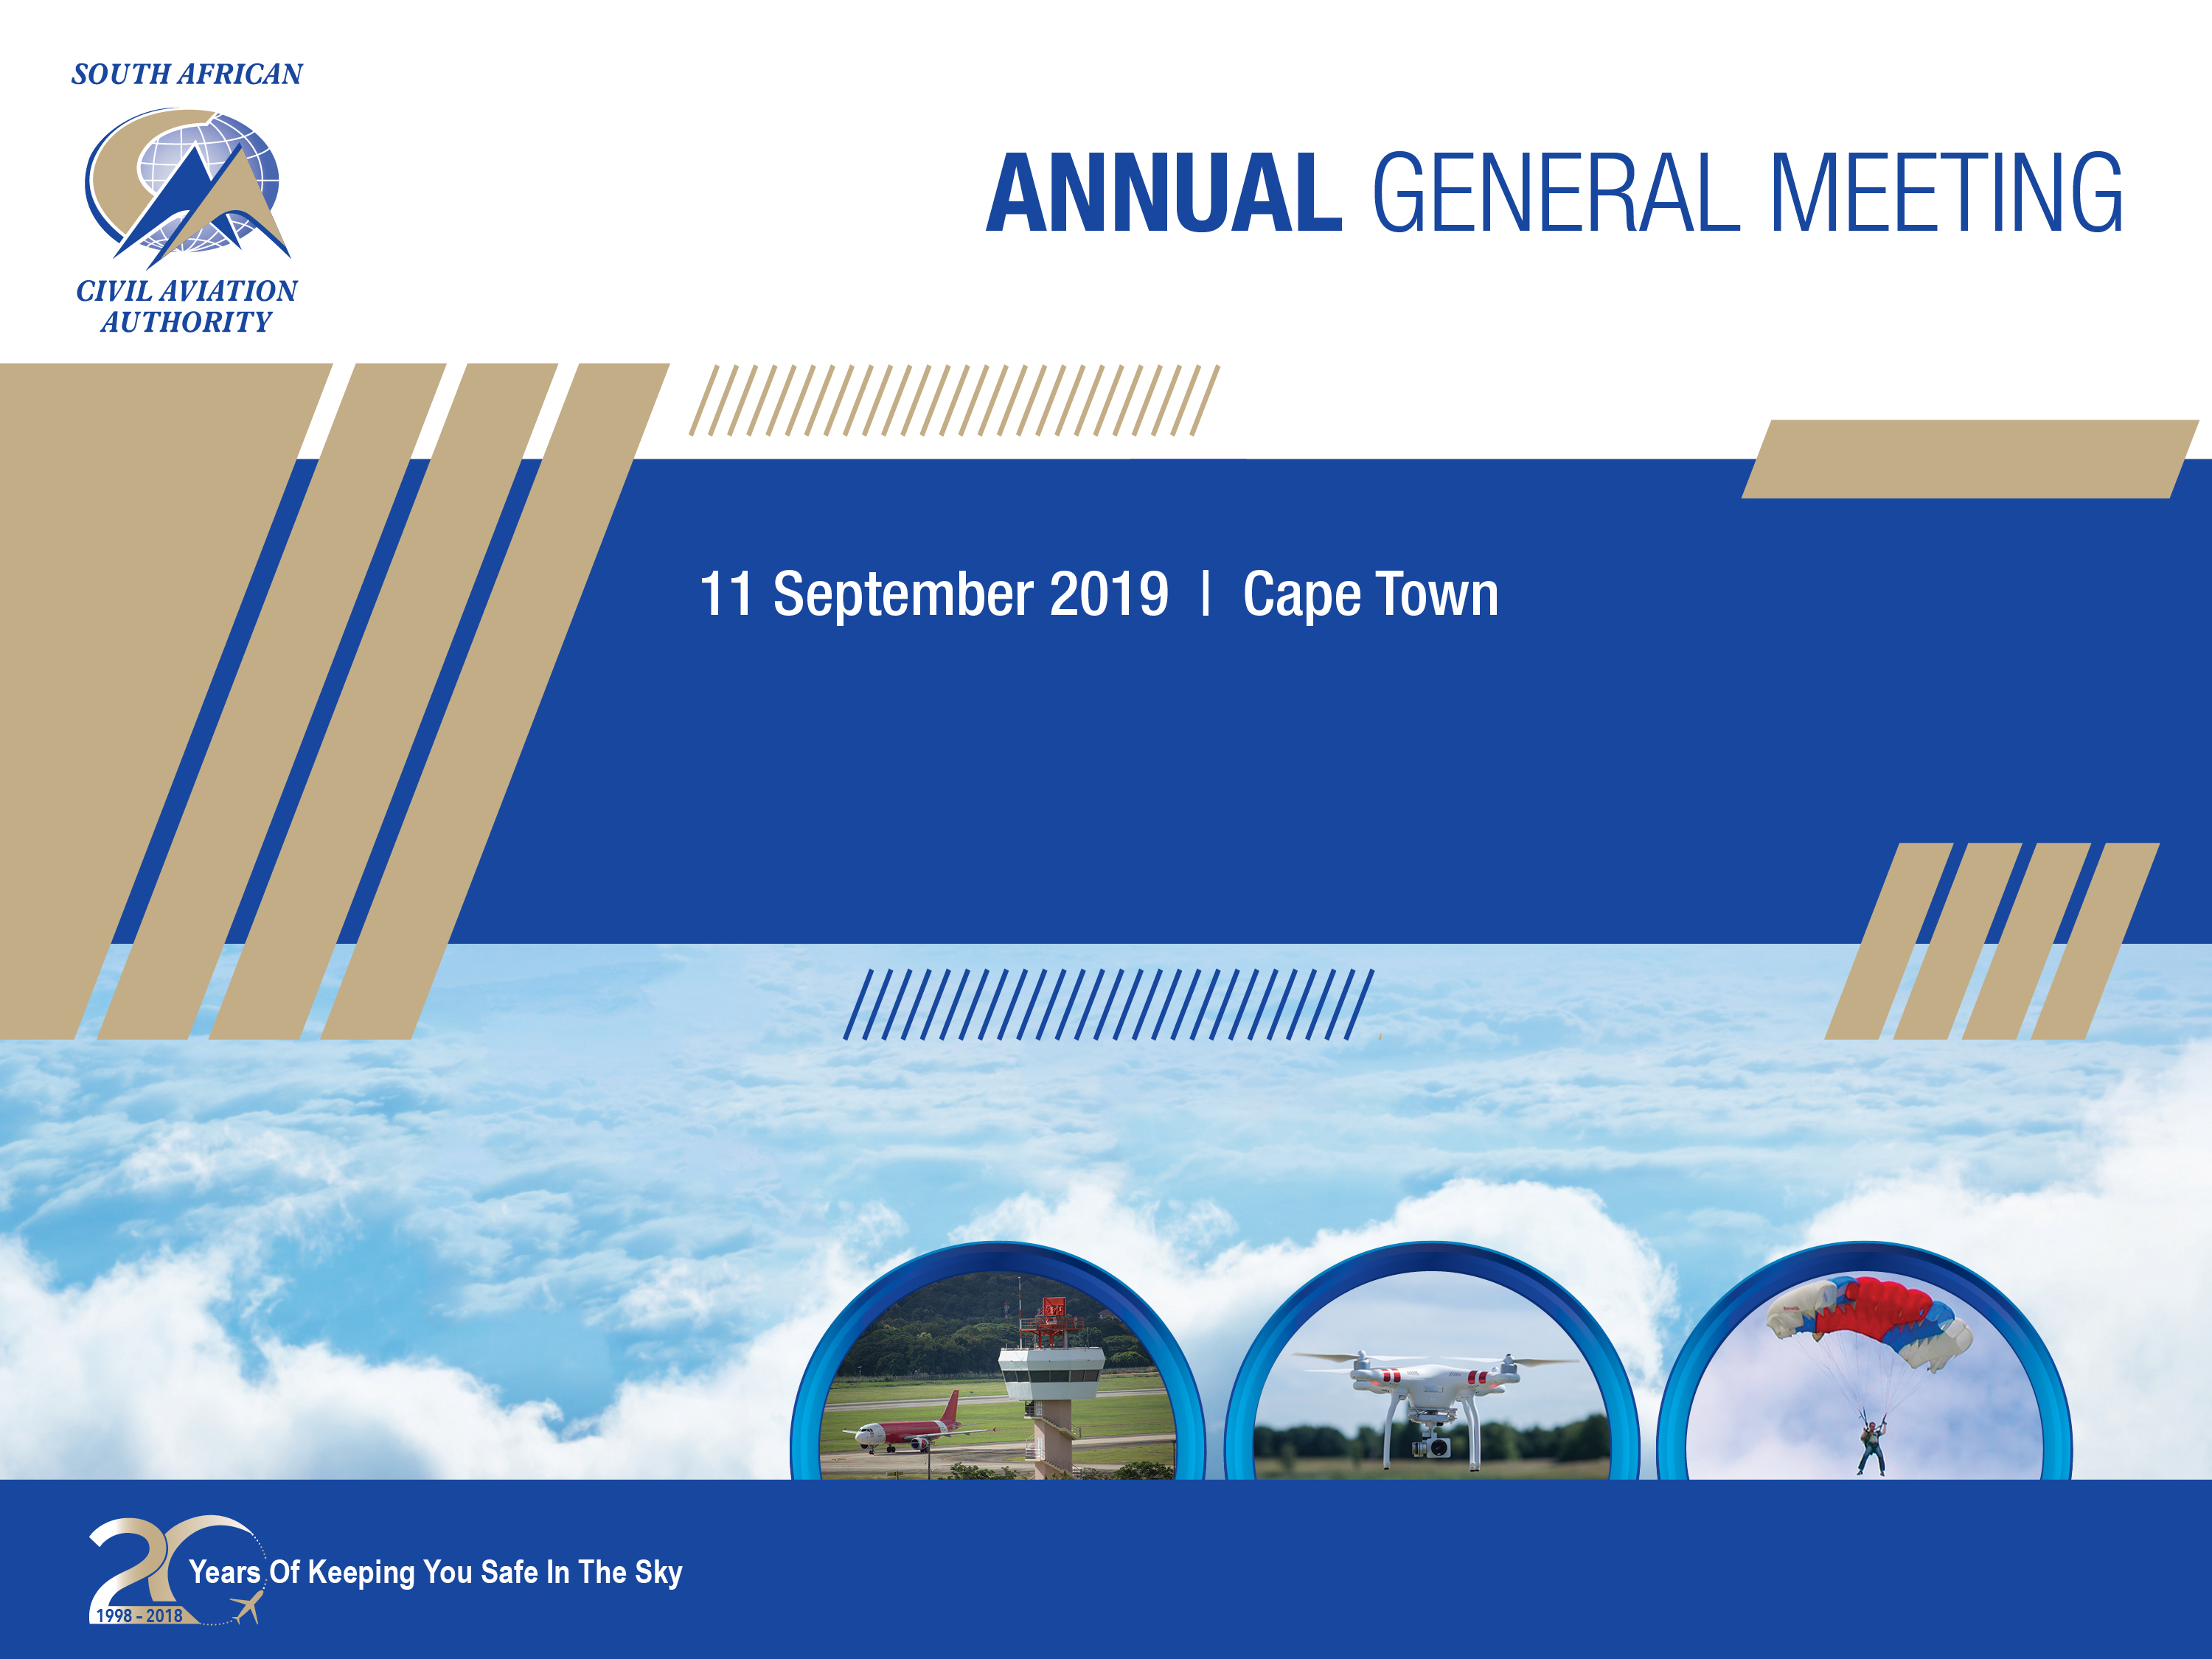 SOUTH AFRICAN
CIVIL AVIATION
AUTHORITY
ANNUAL GENERAL MEETING
11 September 2019 | Cape Town
20 Years Of Keeping You Safe In The Sky
1998 - 2018